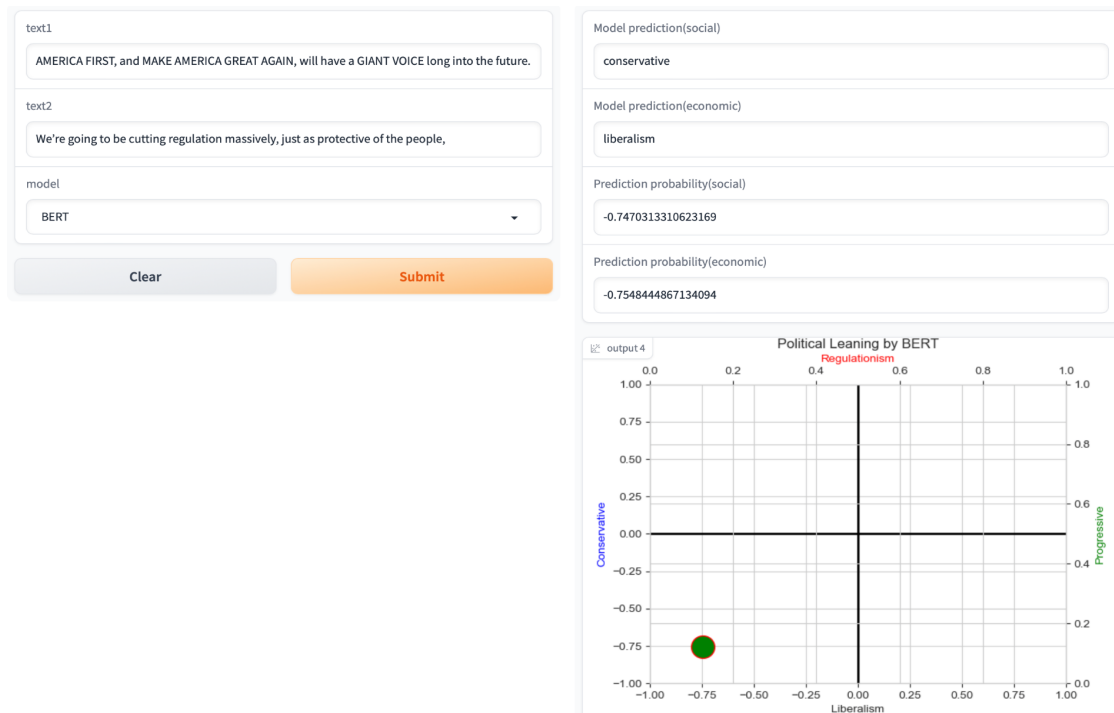 text1
AMERICA FIRST, and MAKE AMERICA GREAT AGAIN, will have a GIANT VOICE long into the future.
text2
We're going to be cutting regulation massively, just as protective of the people,
model
BERT
Clear
Submit
Model prediction(social)
conservative
Model prediction(economic)
liberalism
Prediction probability(social)
-0.7470313310623169
Prediction probability(economic)
-0.7548444867134094
output 4
Political Leaning by BERT
Regulationism
0.0 0.2 0.4 0.6 0.8 1.0
1.00
0.75
0.50
0.25
0.00
−0.25
−0.50
−0.75
−1.00
Conservative
1.0
0.8
0.6
0.4
0.2
0.0
Progressive
−1.00 −0.75 −0.50 −0.25 0.00 0.25 0.50 0.75 1.00
Liberalism